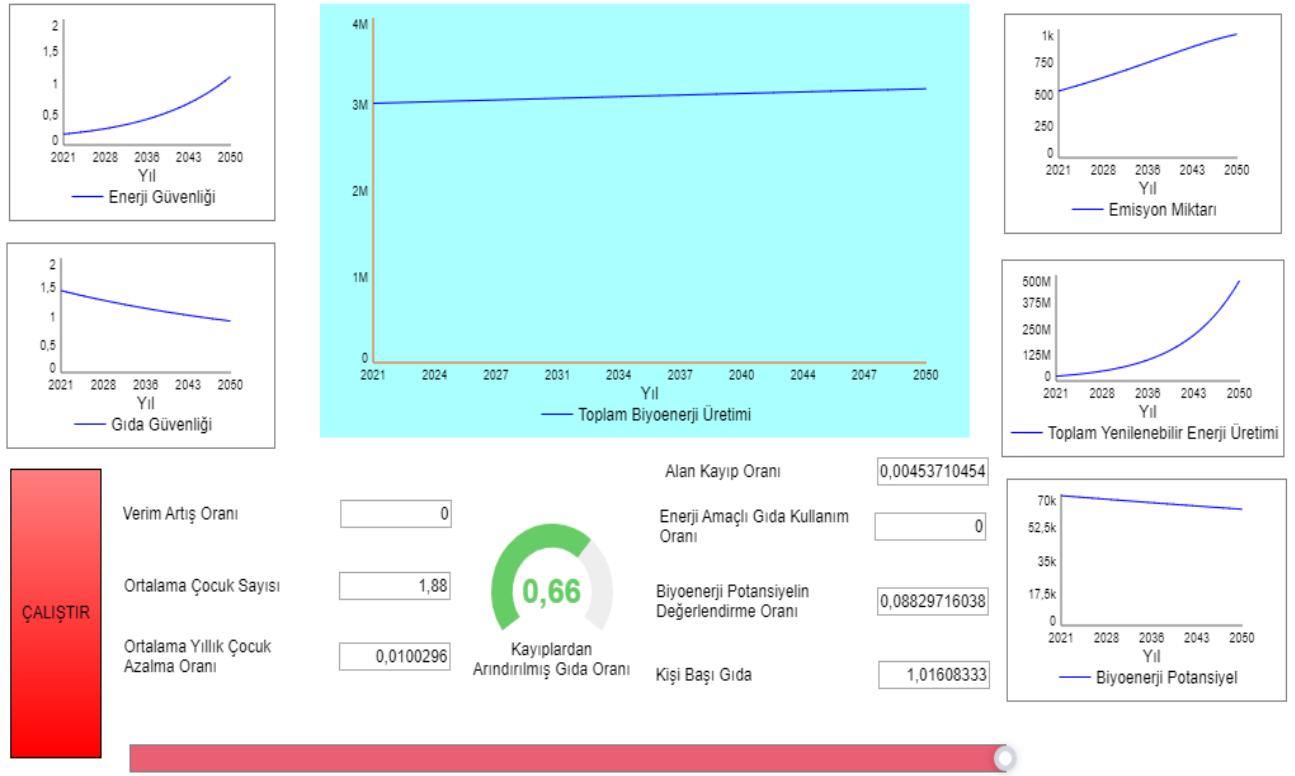 2
1,5
1
0,5
0
2021 2028 2036 2043 2050
Yıl
Enerji Güvenliği
4M
3M
2M
1M
0
2021 2024 2027 2031 2034 2037 2040 2044 2047 2050
Yıl
Toplam Biyoenerji Üretimi
1k
750
500
250
0
2021 2028 2036 2043 2050
Yıl
Emisyon Miktarı
2
1,5
1
0,5
0
2021 2028 2036 2043 2050
Yıl
Gıda Güvenliği
500M
375M
250M
125M
0
2021 2028 2036 2043 2050
Yıl
Toplam Yenilenebilir Enerji Üretimi
ÇALIŞTIR
Verim Artış Oranı 0
Ortalama Çocuk Sayısı 1,88
Ortalama Yıllık Çocuk
Azalma Oranı 0,0100296
0,66
Kayıplardan
Arındırılmış Gıda Oranı
Alan Kayıp Oranı 0,00453710454
Enerji Amaçlı Gıda Kullanım
Oranı 0
Biyoenerji Potansiyelin
Değerlendirme Oranı 0,08829716038
Kişi Başı Gıda 1,01608333
70k
52,5k
35k
17,5k
0
2021 2028 2036 2043 2050
Yıl
Biyoenerji Potansiyel